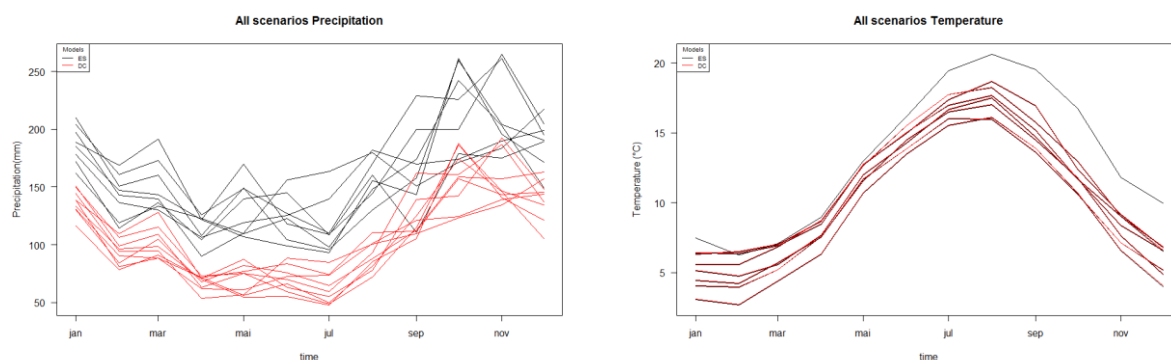 All scenarios Precipitation
Models
ES
DC
Precipitation(mm)
250
200
150
100
50
jan
mar
mai
jul
sep
nov
time
All scenarios Temperature
Models
ES
DC
Temperature (°C)
20
15
10
5
jan
mar
mai
jul
sep
nov
time